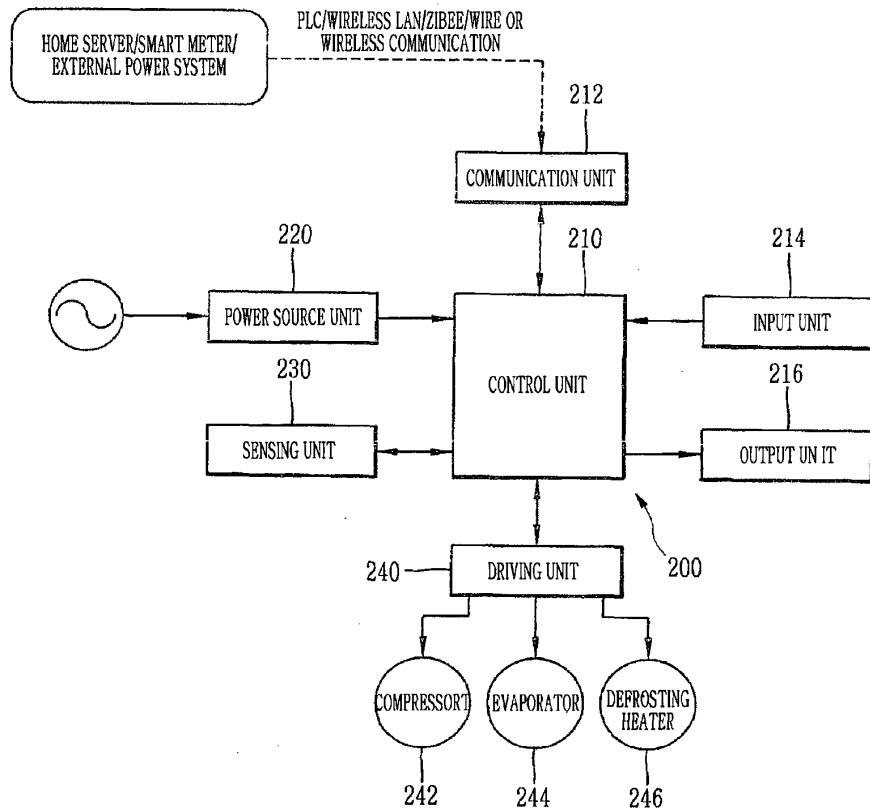 HOME SERVER/SMART METER/
EXTERNAL POWER SYSTEM
PLC/WIRELESS LAN/ZIBEE/WIRE OR
WIRELESS COMMUNICATION
212
COMMUNICATION UNIT
220
210
214
POWER SOURCE UNIT
INPUT UNIT
230
CONTROL UNIT
216
SENSING UNIT
OUTPUT UN IT
240
DRIVING UNIT
200
COMPRESSORT
EVAPORATOR
DEFROSTING
HEATER
242
244
246